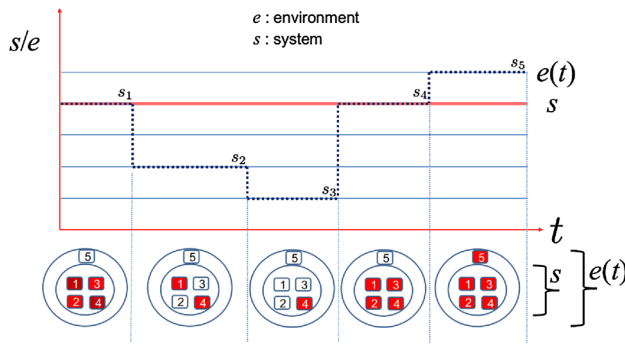 e : environment
s : system
s/e
s₁
s₂
s₃
s₄
s₅
e(t)
s
t
5
1 3
2 4
5
1 3
2 4
5
1 3
2 4
5
1 3
2 4
5
1 3
2 4
s
e(t)